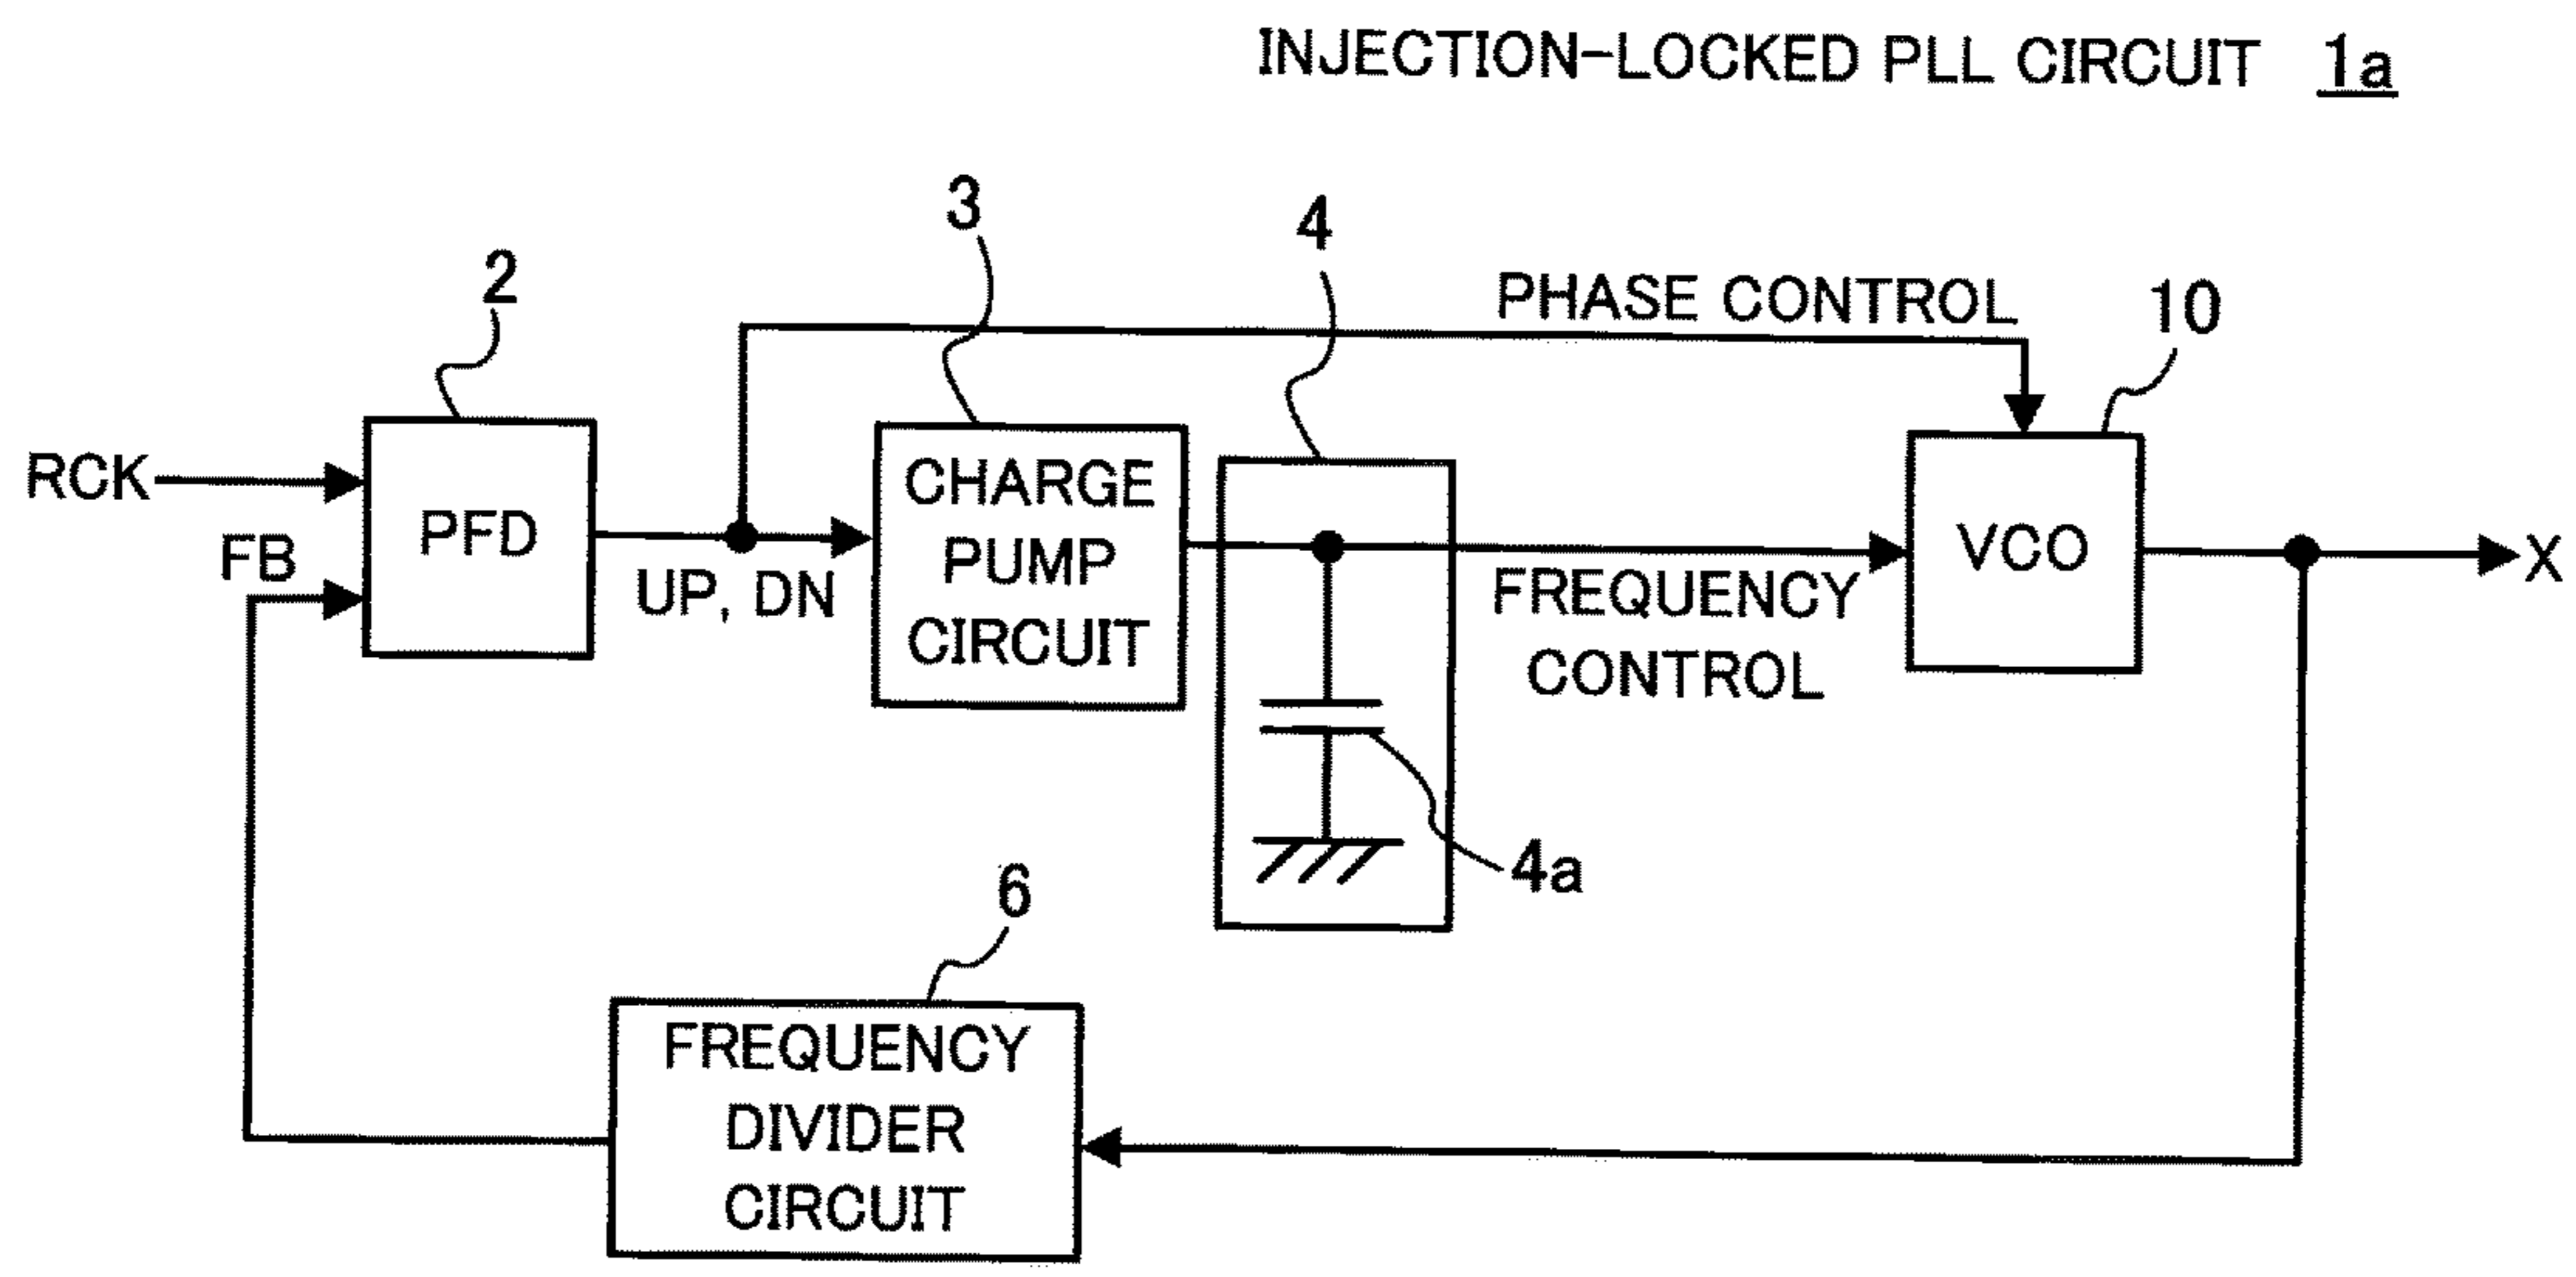 INJECTION-LOCKED PLL CIRCUIT 1a
3
4
2
PHASE CONTROL
10
RCK
PFD
FB
UP, DN
CHARGE
PUMP
CIRCUIT
FREQUENCY
CONTROL
VCO
X
4a
6
FREQUENCY
DIVIDER
CIRCUIT